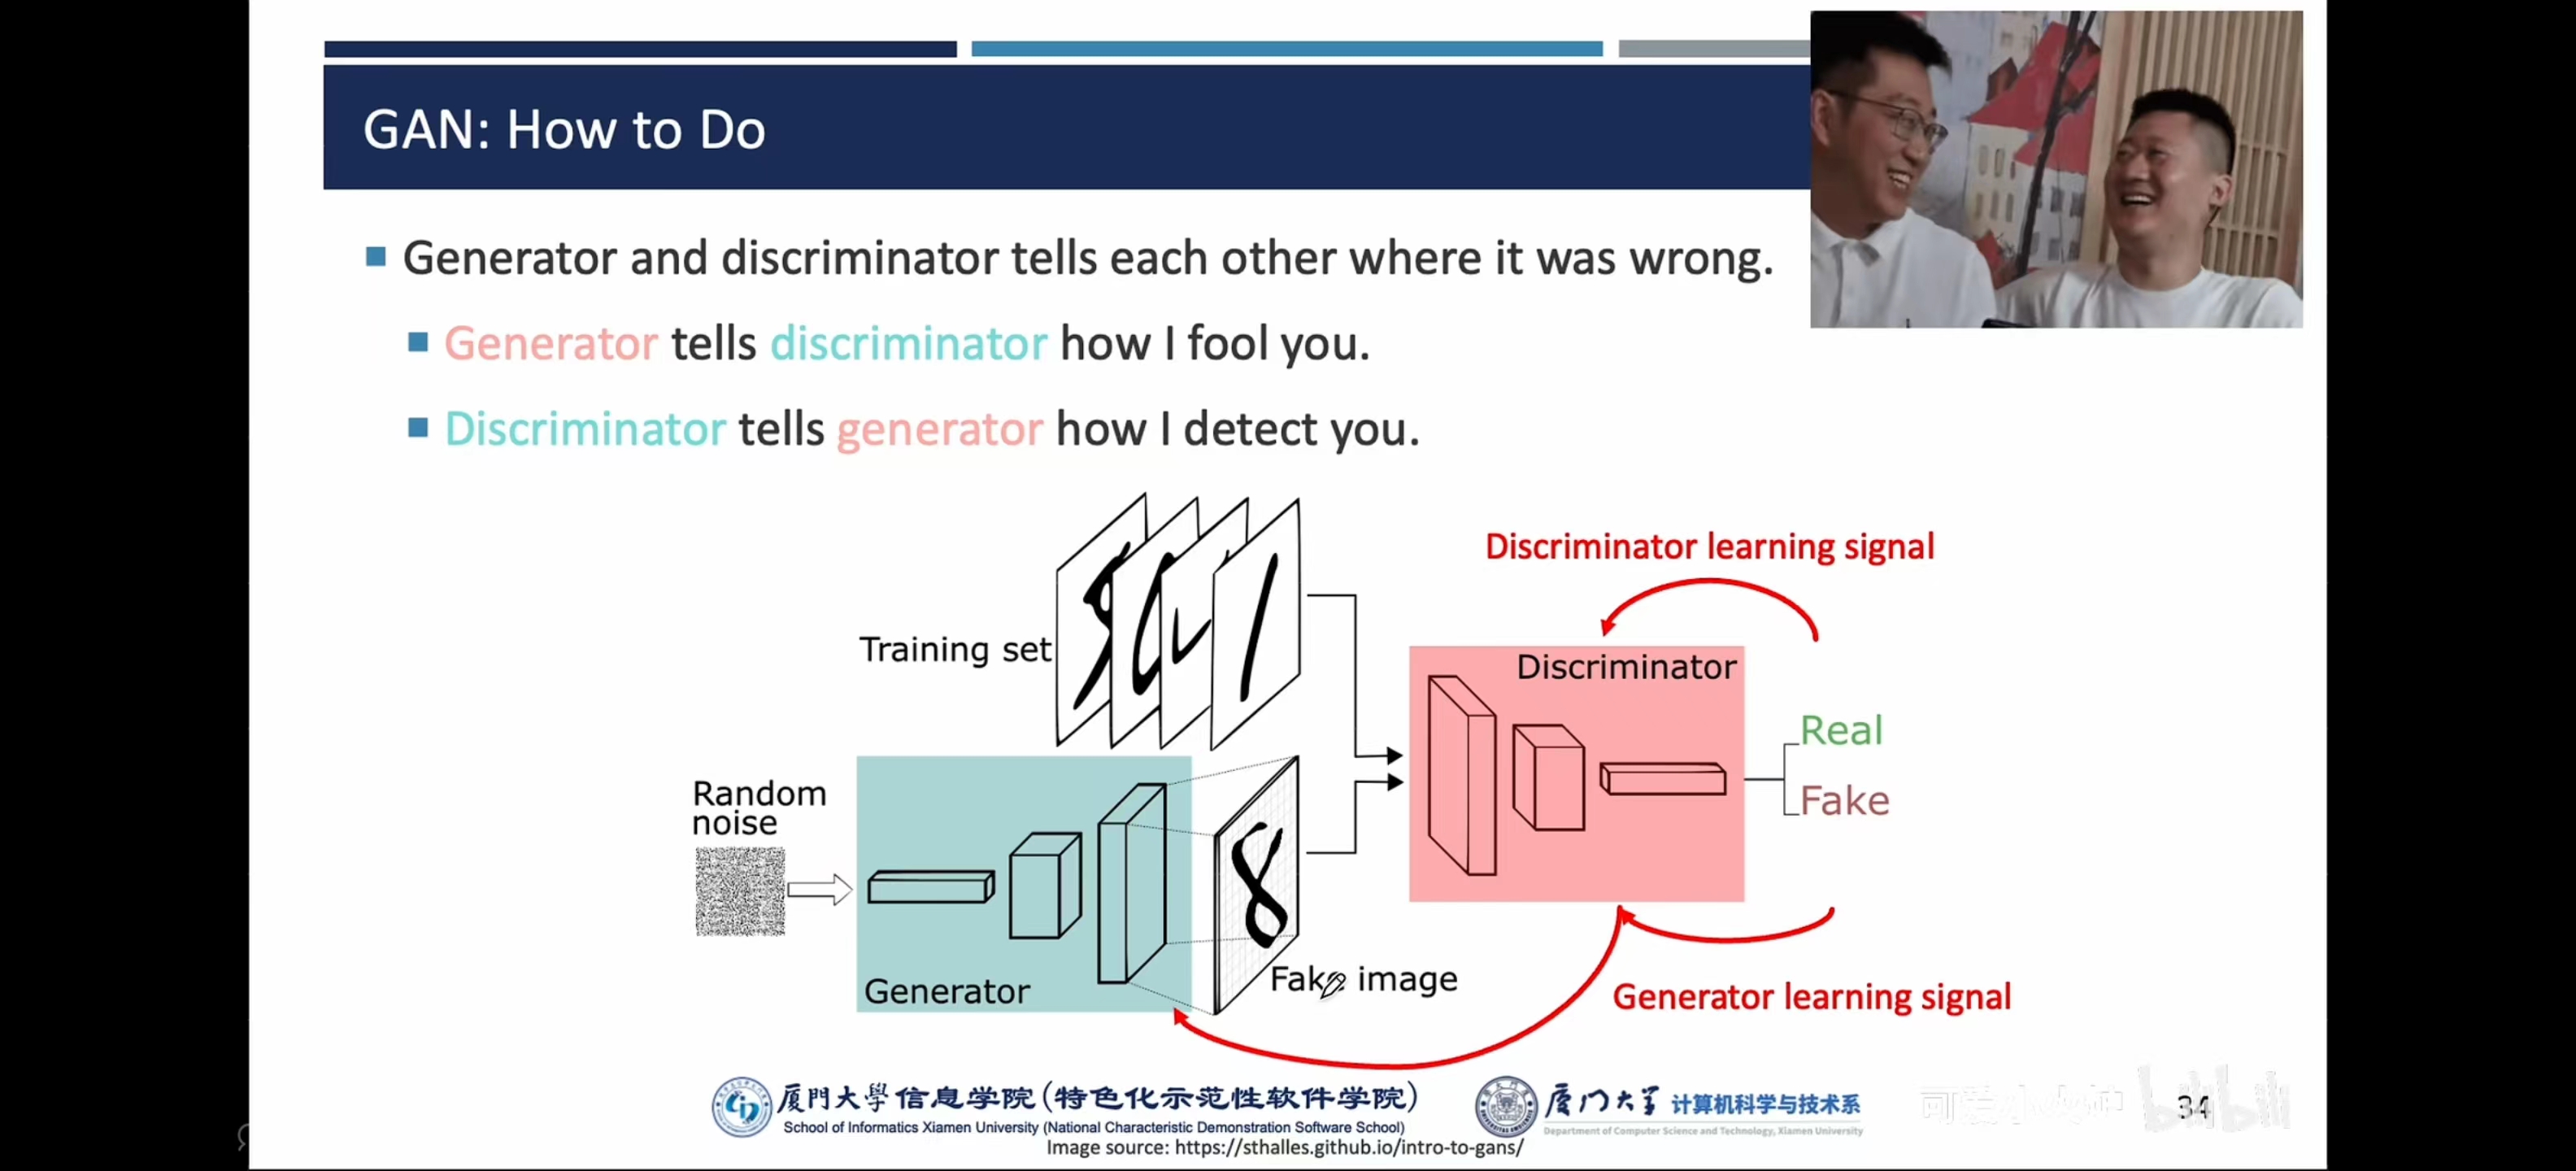 GAN: How to Do
Generator and discriminator tells each other where it was wrong.
Generator tells discriminator how I fool you.
Discriminator tells generator how I detect you.
Discriminator learning signal
Training set
Discriminator
Real
Fake
Random
noise
8
Generator
Fake image
Generator learning signal
厦門大學信息学院(特色化示范性软件学院)
School of Informatics Xiamen University (National Characteristic Demonstration Software School)
厦门大学 计算机科学与技术系
Department of Computer Science and Technology, Xiamen University
bilibili
34
Image source: https://sthalles.github.io/intro-to-gans/